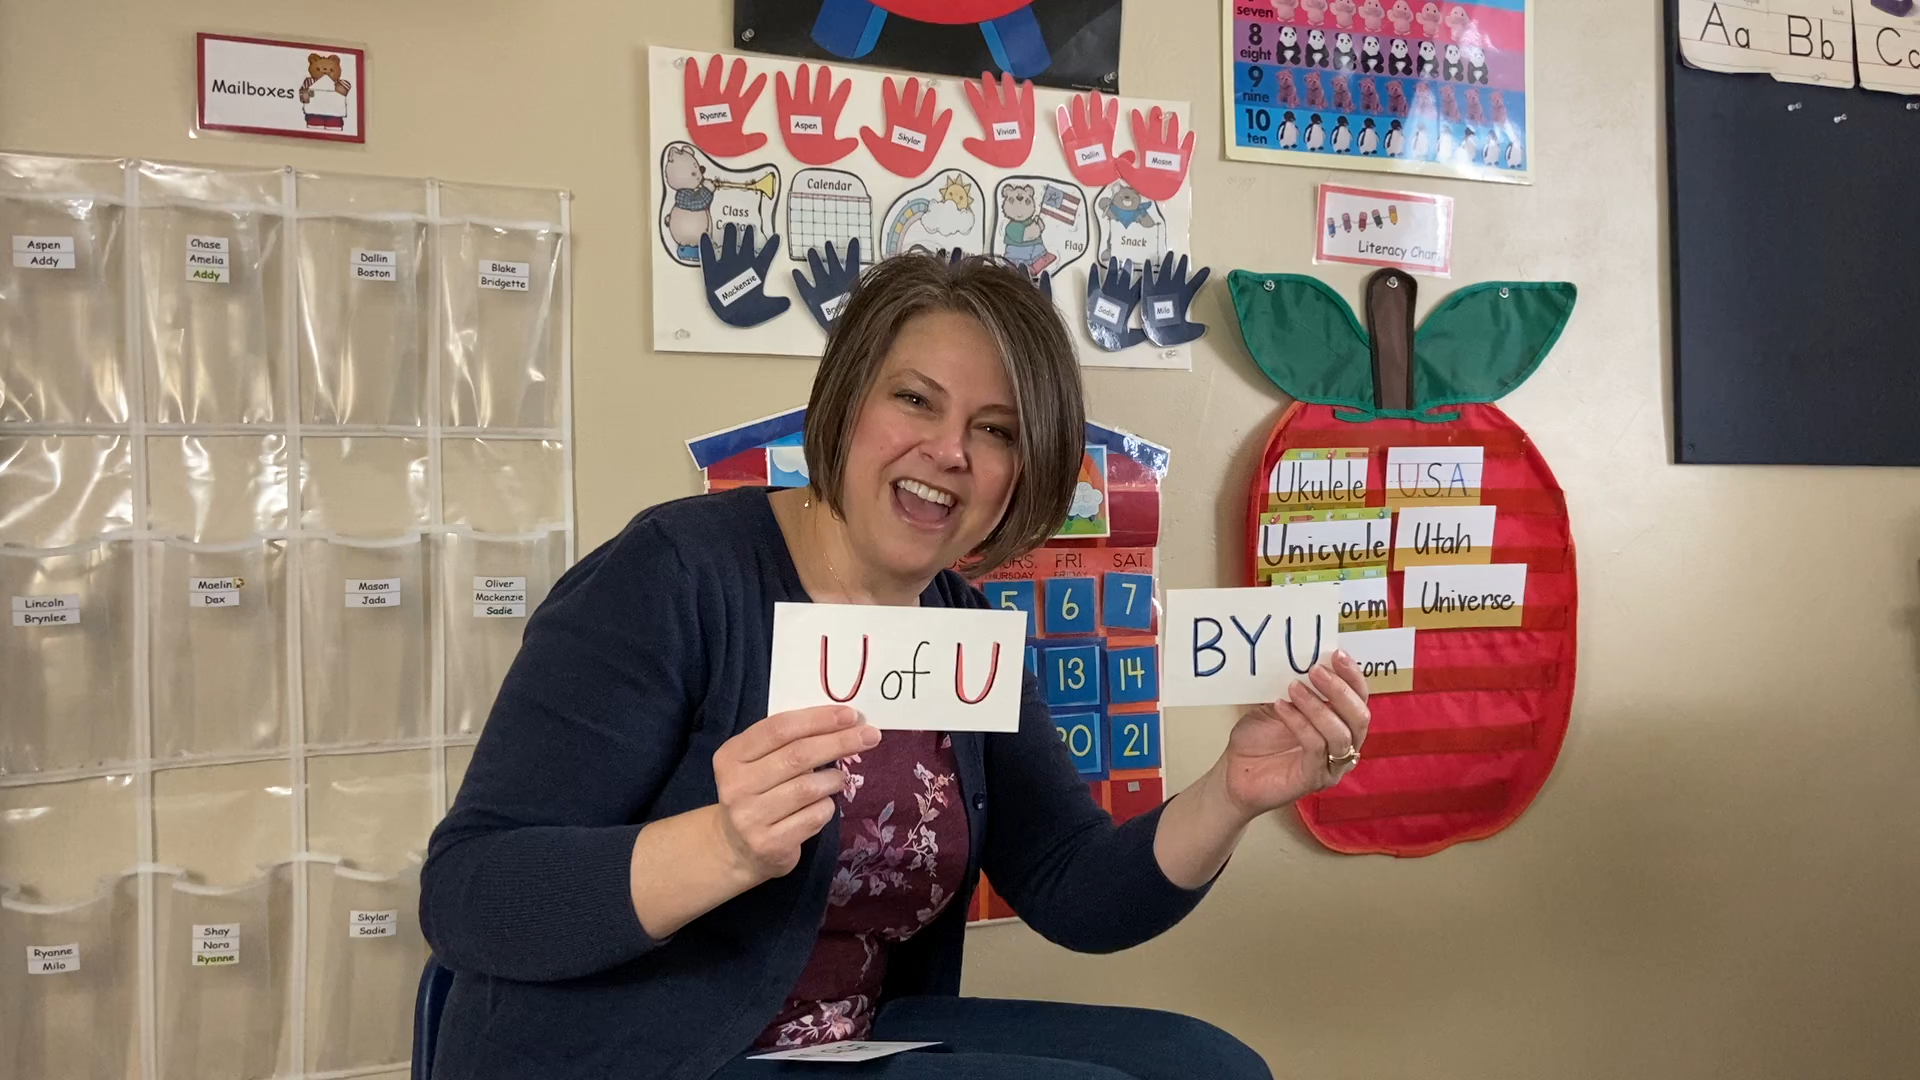 Mailboxes
Aspen
Addy
Chase
Amelia
Addy
Dallin
Boston
Blake
Bridgette
Lincoln
Brynlee
Maelin
Dax
Mason
Jada
Oliver
Mackenzie
Sadie
Ryanne
Milo
Shay
Nora
Ryanne
Skylar
Sadie
Ryanne
Aspen
Skylar
Vivian
Dallin
Mason
Class
Calendar
Flag
Snack
Mackenzie
Sadie
Milo
seven
8
eight
9
nine
10
ten
Aa Bb
Literacy
Ukulele
U.S.A
Unicycle
Utah
Universe
U of U
BYU
FRI. SAT.
5 6 7
13 14
21